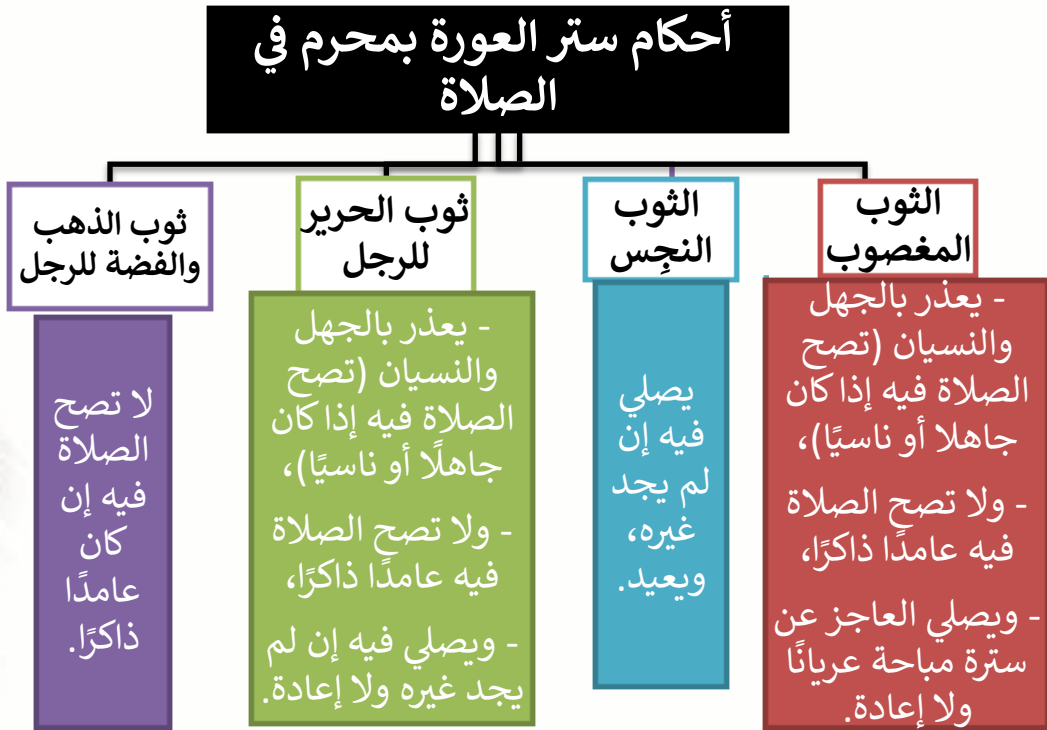 أحكام ستر العورة بمحرم في
الصلاة
الثوب
المغصوب
- يعذر بالجهل
والنسيان (تصح
الصلاة فيه إذا كان
جاهلا أو ناسيًا)،
- ولا تصح الصلاة
فيه عامدًا ذاكرًا،
- ويصلي العاجز عن
سترة مباحة عريانًا
ولا إعادة.
الثوب
النجِس
يصلي
فيه إن
لم يجد
غيره،
ويعيد.
ثوب الحرير
للرجل
- يعذر بالجهل
والنسيان (تصح
الصلاة فيه إذا كان
جاهلًا أو ناسيًا)،
- ولا تصح الصلاة
فيه عامدًا ذاكرًا،
- ويصلي فيه إن لم
يجد غيره ولا إعادة.
ثوب الذهب
والفضة للرجل
لا تصح
الصلاة
فيه إن
كان
عامدًا
ذاكرًا.